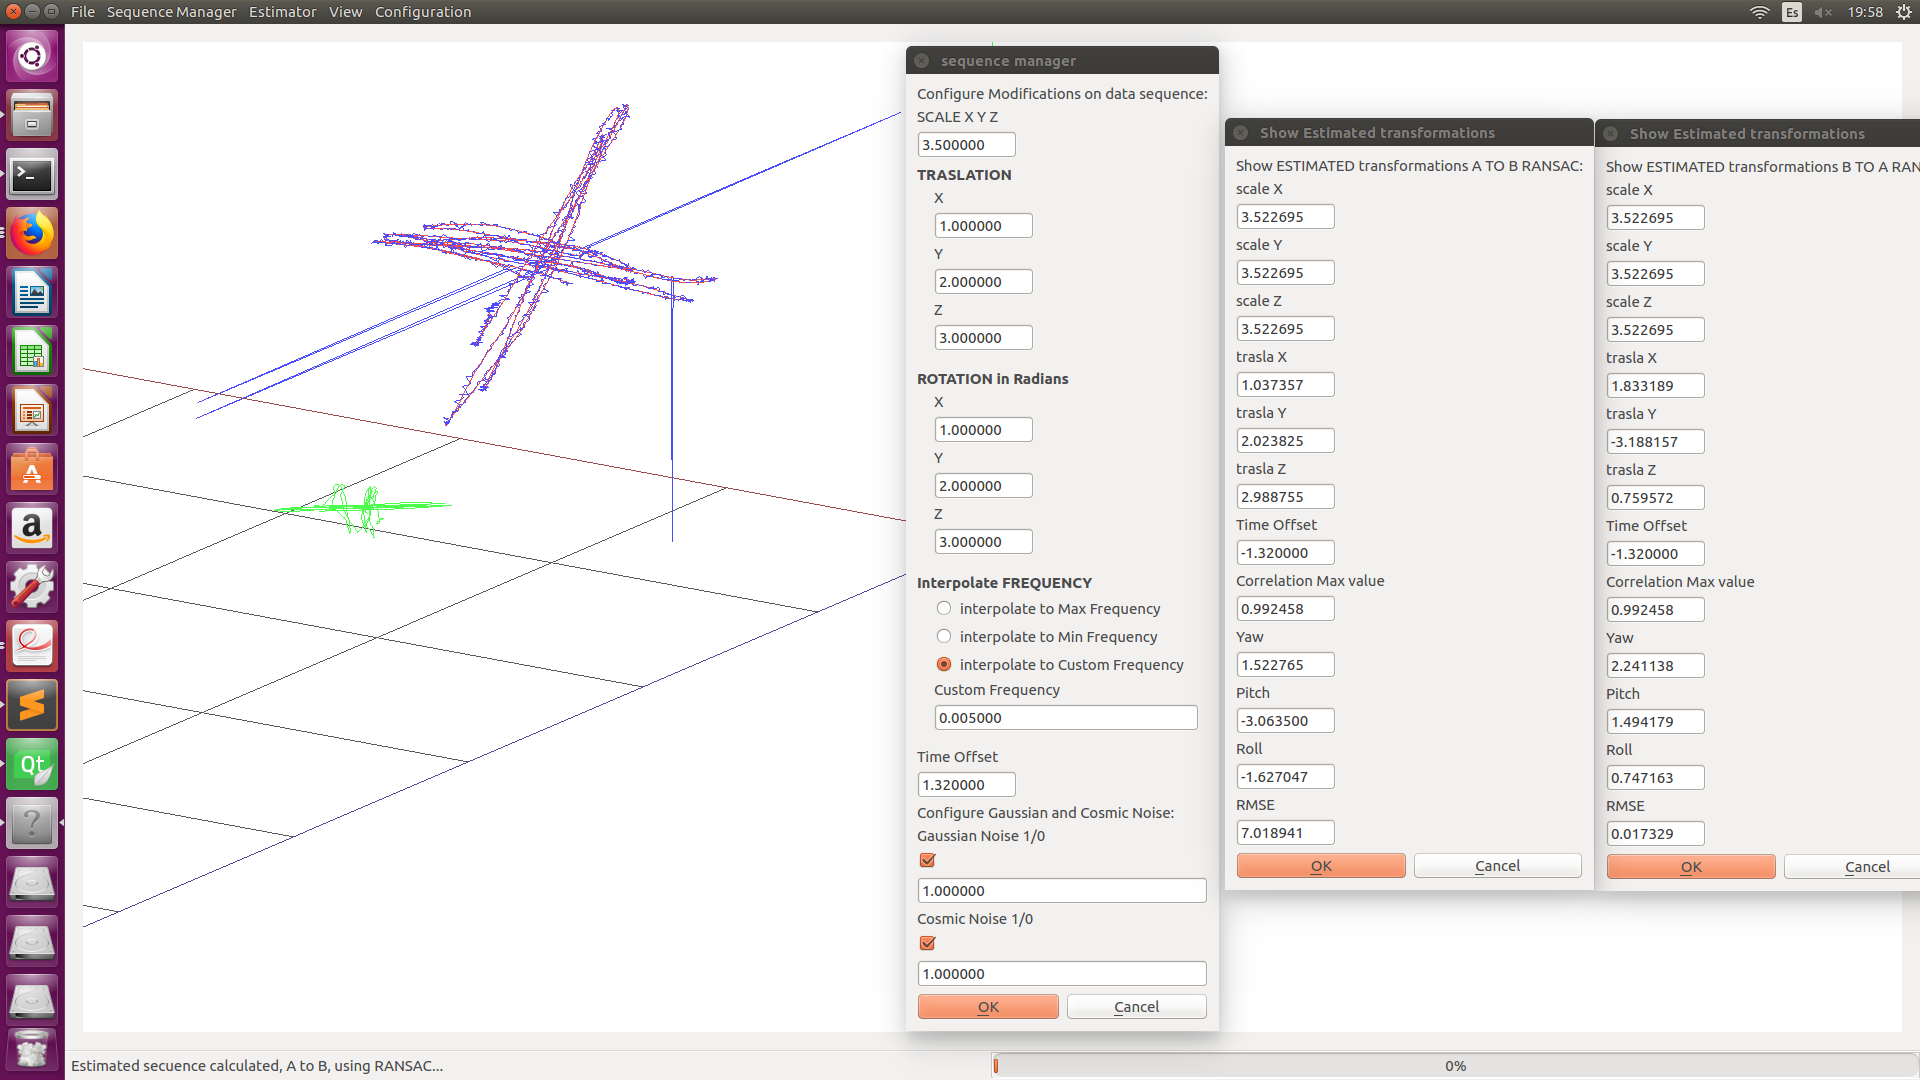 File Sequence Manager Estimator View Configuration
Es 19:58
sequence manager
Configure Modifications on data sequence:
SCALE X Y Z
3.500000
TRASLATION
X
1.000000
Y
2.000000
Z
3.000000
ROTATION in Radians
X
1.000000
Y
2.000000
Z
3.000000
Interpolate FREQUENCY
interpolate to Max Frequency
interpolate to Min Frequency
interpolate to Custom Frequency
Custom Frequency
0.005000
Time Offset
1.320000
Configure Gaussian and Cosmic Noise:
Gaussian Noise 1/0
1.000000
Cosmic Noise 1/0
1.000000
OK Cancel
Show Estimated transformations
Show ESTIMATED transformations A TO B RANSAC:
scale X
3.522695
scale Y
3.522695
scale Z
3.522695
trasla X
1.037357
trasla Y
2.023825
trasla Z
2.988755
Time Offset
-1.320000
Correlation Max value
0.992458
Yaw
1.522765
Pitch
-3.063500
Roll
-1.627047
RMSE
7.018941
OK Cancel
Show Estimated transformations
Show ESTIMATED transformations B TO A RAN
scale X
3.522695
scale Y
3.522695
scale Z
3.522695
trasla X
1.833189
trasla Y
-3.188157
trasla Z
0.759572
Time Offset
-1.320000
Correlation Max value
0.992458
Yaw
2.241138
Pitch
1.494179
Roll
0.747163
RMSE
0.017329
OK Cancel
>_
A
a
Qt
?
Estimated secuence calculated, A to B, using RANSAC...
0%